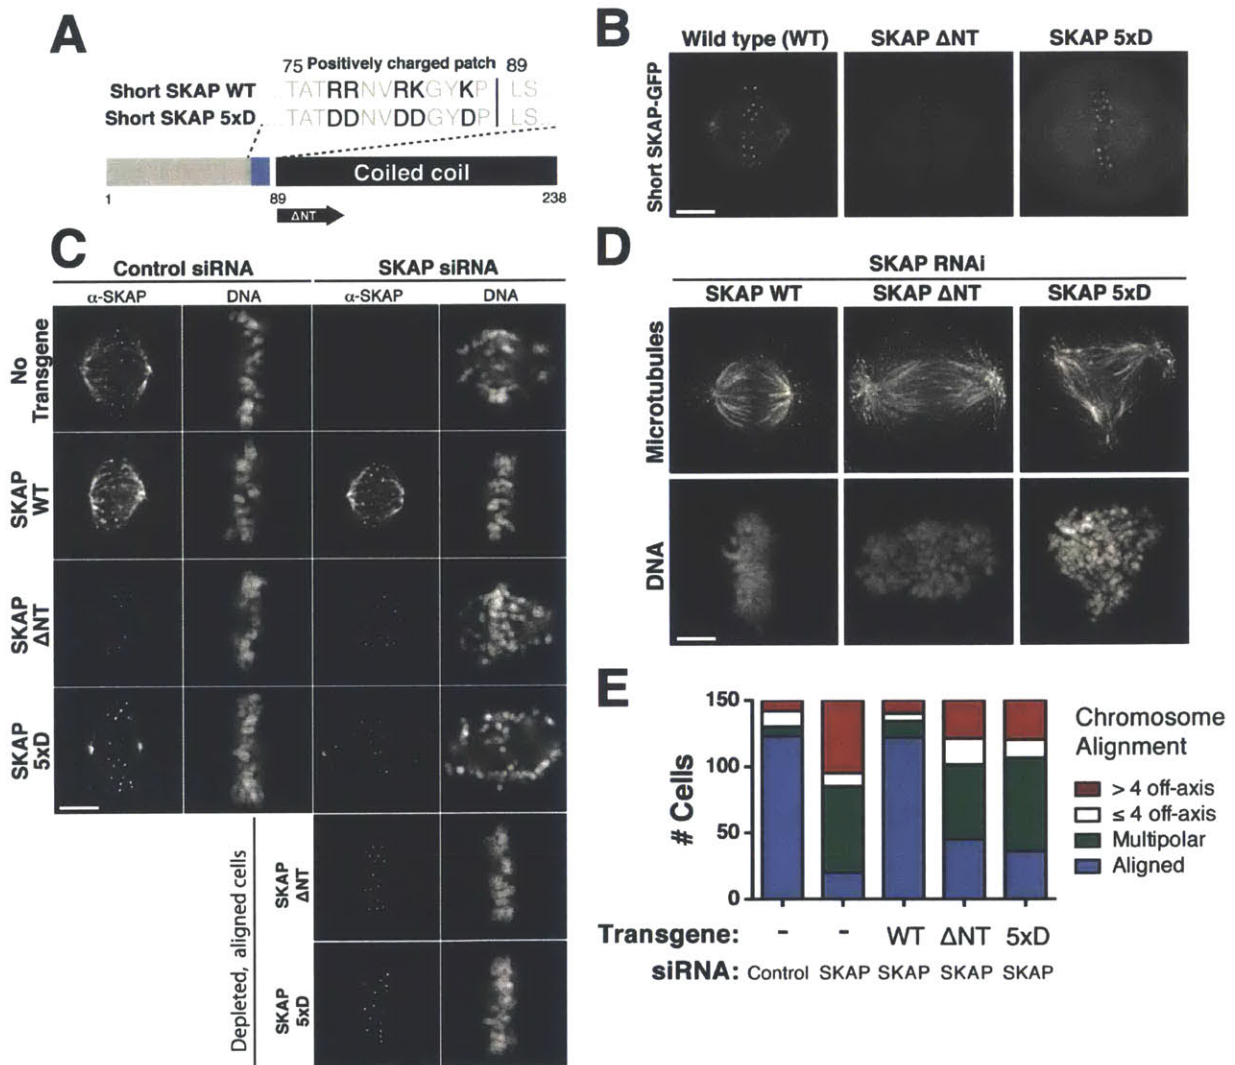 A
75 Positively charged patch 89
Short SKAP WT ...TATRRNVRKGYKP LS...
Short SKAP 5xD ...TATDDNVDDGYDP LS...
Coiled coil
1 89 238
ΔNT
B
Wild type (WT) SKAP ΔNT SKAP 5xD
Short SKAP-GFP
C
Control siRNA SKAP siRNA
α-SKAP DNA α-SKAP DNA
No Transgene
SKAP WT
SKAP ΔNT
SKAP 5xD
Depleted, aligned cells
SKAP ΔNT
SKAP 5xD
D
SKAP RNAi
SKAP WT SKAP ΔNT SKAP 5xD
Microtubules
DNA
E
150
100
50
0
# Cells
Chromosome
Alignment
> 4 off-axis
≤ 4 off-axis
Multipolar
Aligned
Transgene: - - WT ΔNT 5xD
siRNA: Control SKAP SKAP SKAP SKAP